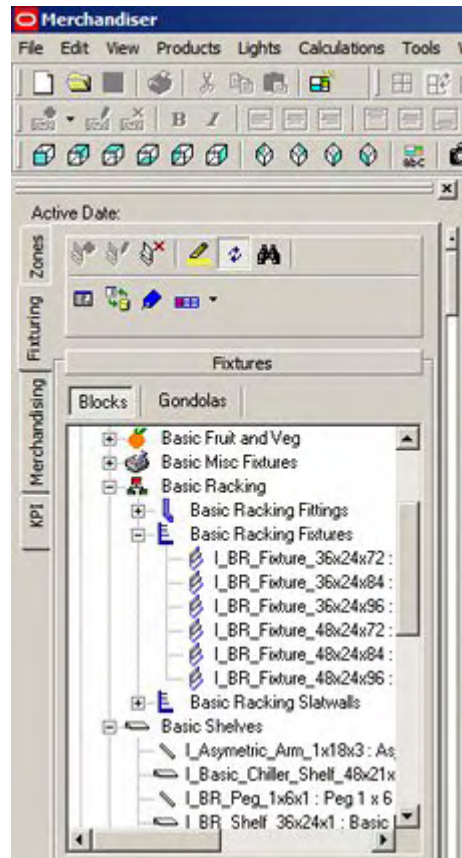 Merchandiser
File Edit View Products Lights Calculations Tools
B I
abc
Active Date:
Zones
Fixturing
Merchandising
KPI
Fixtures
Blocks Gondolas
Basic Fruit and Veg
Basic Misc Fixtures
Basic Racking
Basic Racking Fittings
Basic Racking Fixtures
I_BR_Fixture_36x24x72 :
I_BR_Fixture_36x24x84 :
I_BR_Fixture_36x24x96 :
I_BR_Fixture_48x24x72 :
I_BR_Fixture_48x24x84 :
I_BR_Fixture_48x24x96 :
Basic Racking Slatwalls
Basic Shelves
I_Asymetric_Arm_1x18x3 : As
I_Basic_Chiller_Shelf_48x21x
I_BR_Peg_1x6x1 : Peg 1 x 6
I_BR_Shelf_36x24x1 : Basic